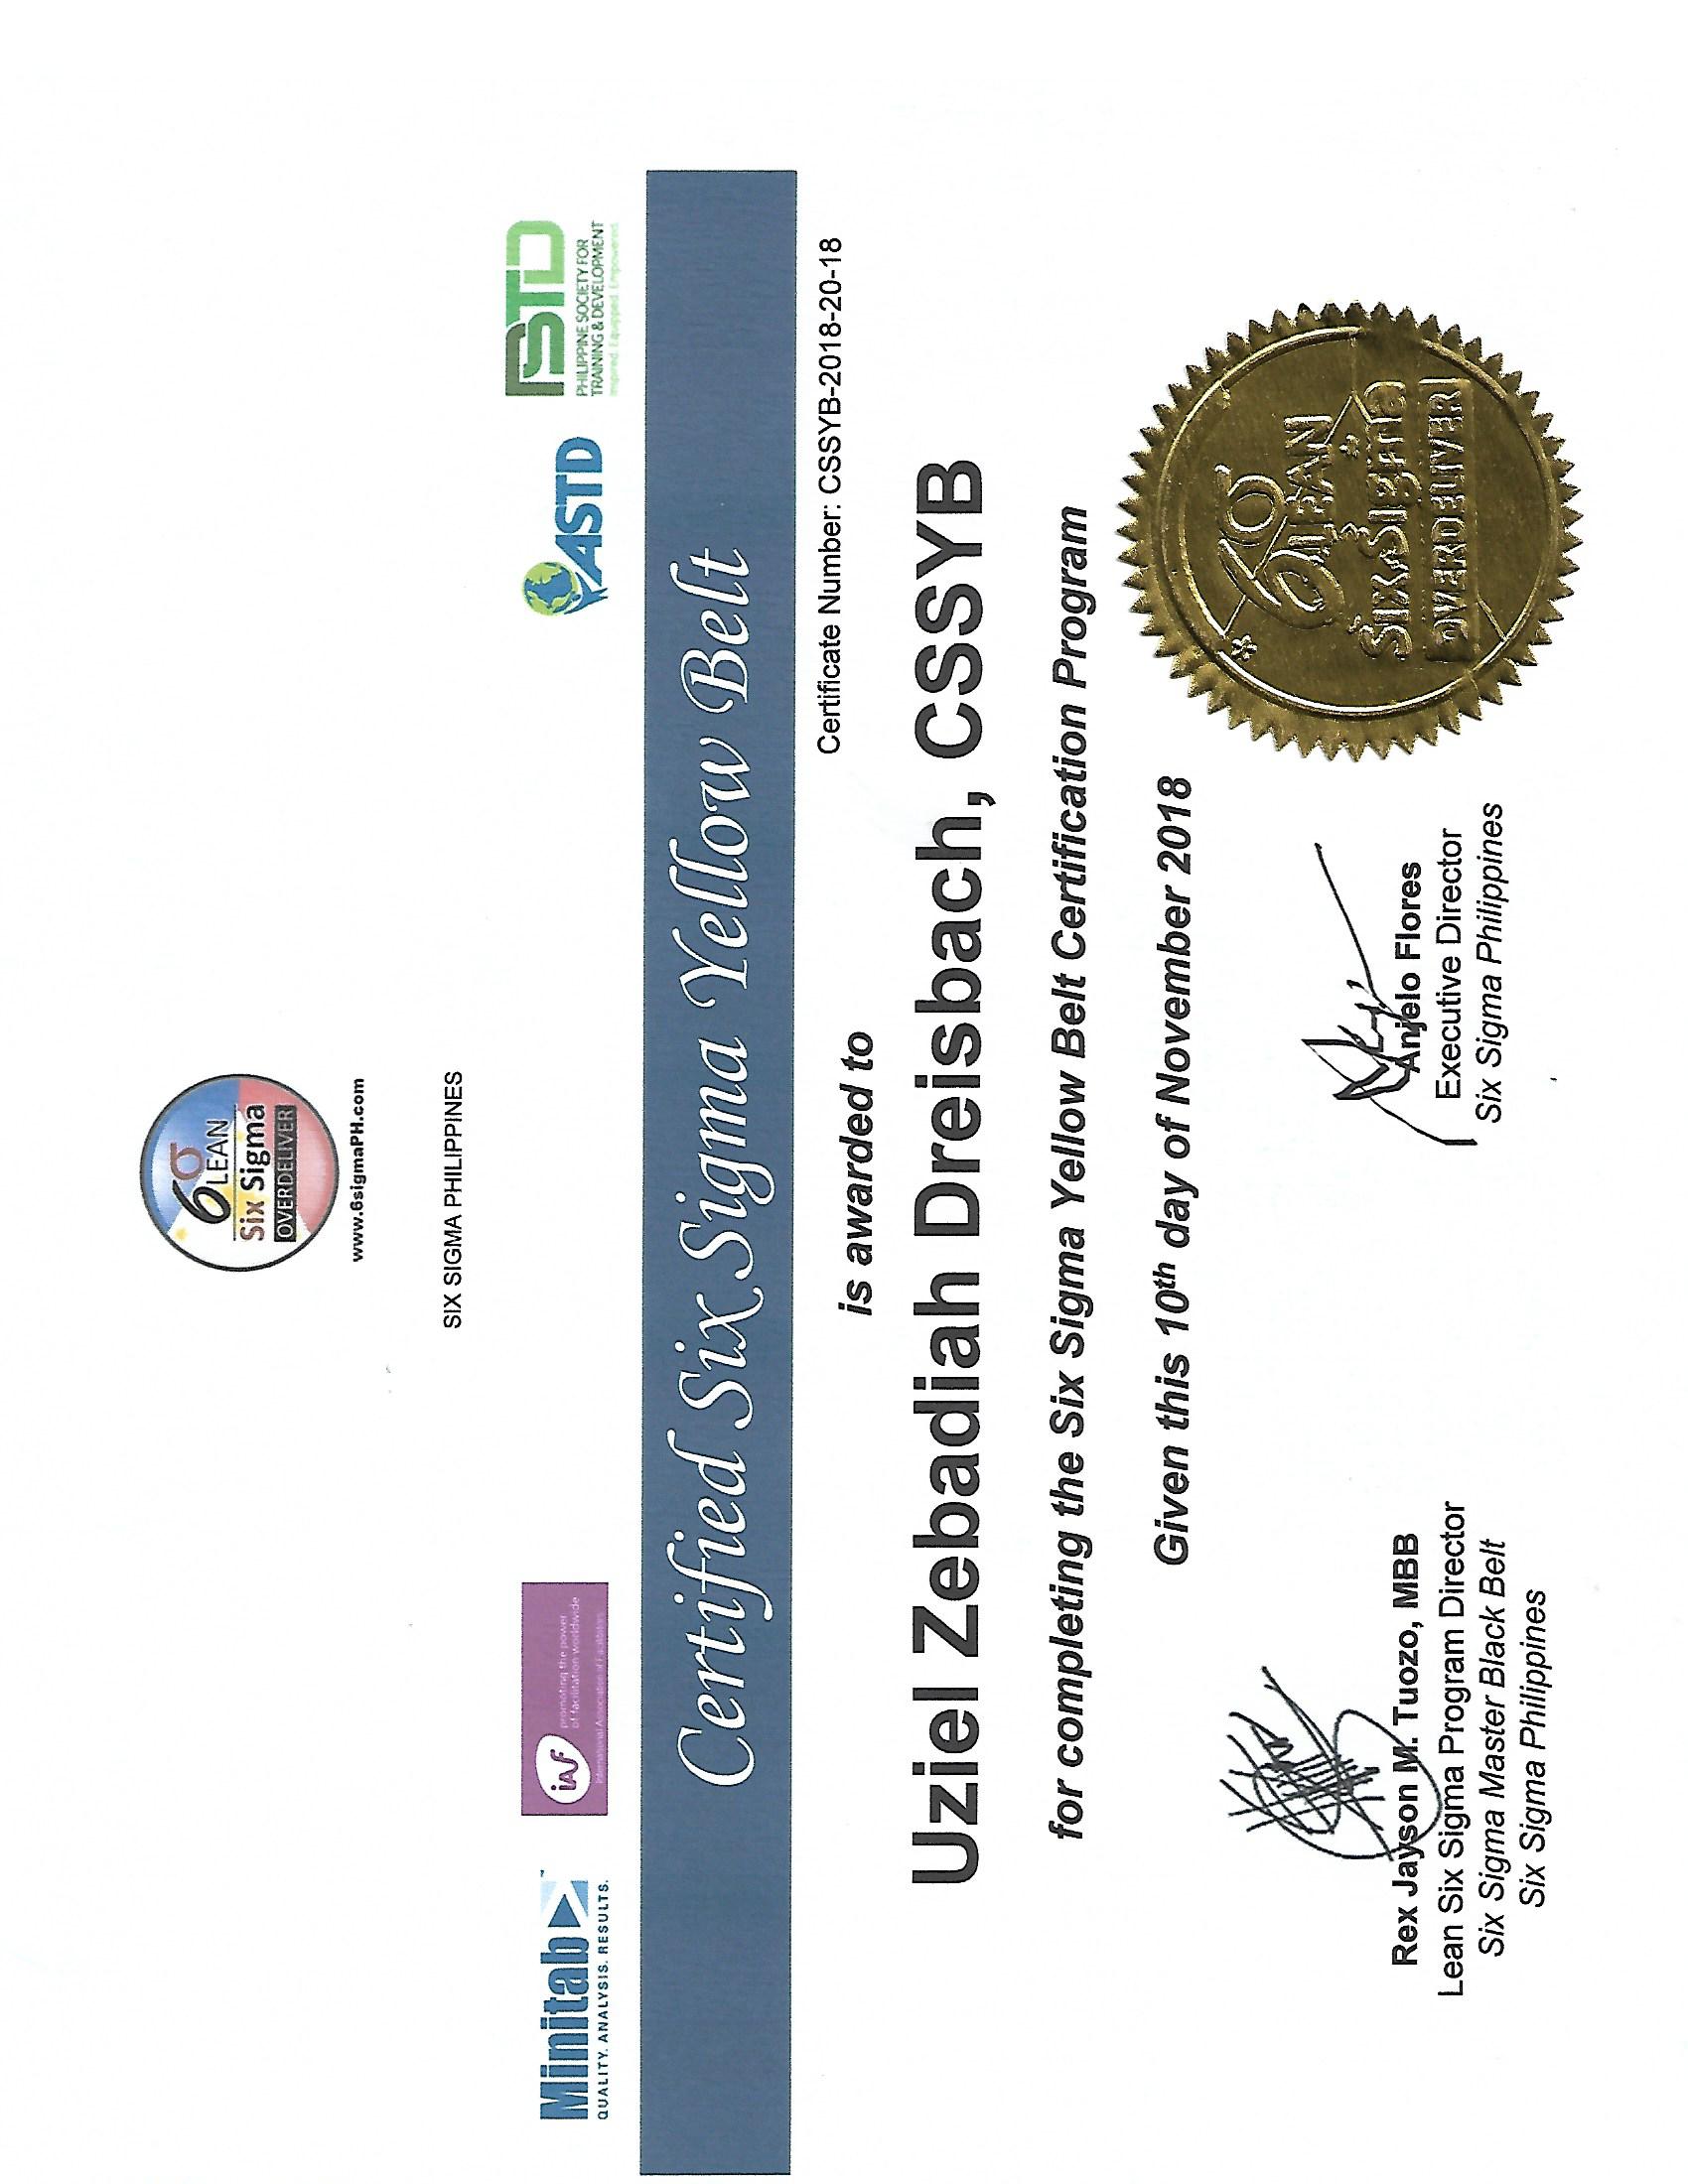 6σ
LEAN
Six Sigma
OVERDELIVER
www.6sigmaPH.com
SIX SIGMA PHILIPPINES
Minitab
QUALITY. ANALYSIS. RESULTS.
iAf
promoting the power
of facilitation worldwide
International Association of Facilitators
ASTD
PSTD
PHILIPPINE SOCIETY FOR
TRAINING & DEVELOPMENT
Inspired. Equipped. Empowered.
Certified Six Sigma Yellow Belt
Certificate Number: CSSYB-2018-20-18
is awarded to
Uziel Zebadiah Dreisbach, CSSYB
for completing the Six Sigma Yellow Belt Certification Program
Given this 10th day of November 2018
Rex Jayson M. Tuozo, MBB
Lean Six Sigma Program Director
Six Sigma Master Black Belt
Six Sigma Philippines
Anjelo Flores
Executive Director
Six Sigma Philippines
6σ
LEAN
Six Sigma
OVERDELIVER